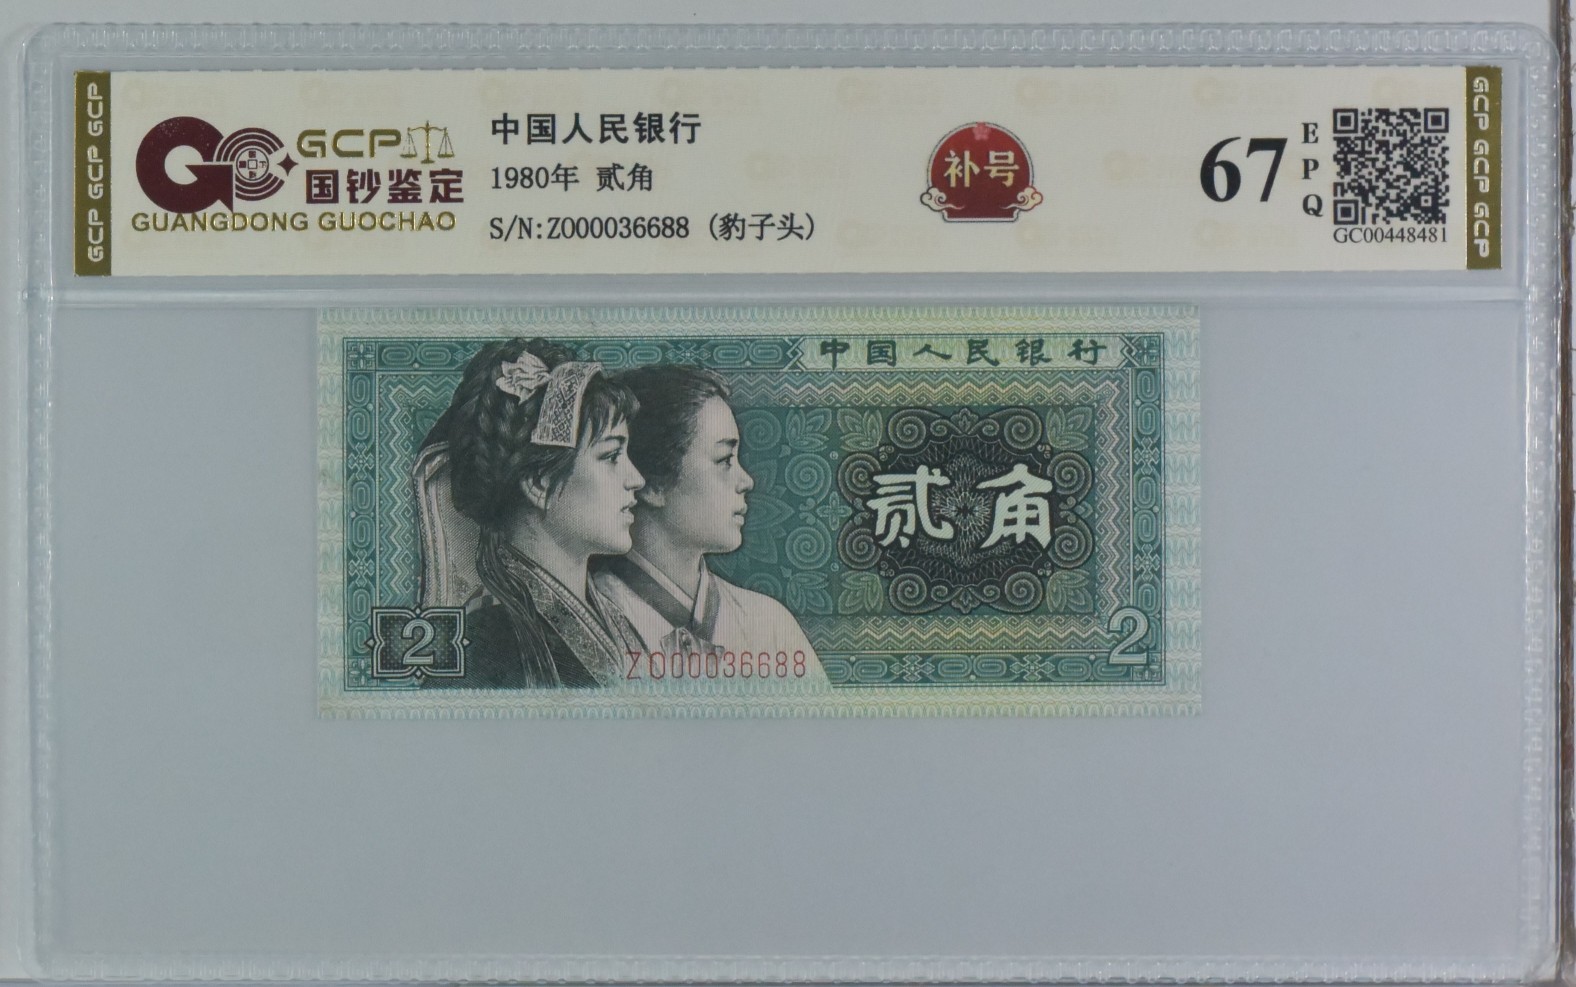 GCP GCP GCP
GCP
国钞鉴定
GUANGDONG GUOCHAO
中国人民银行
1980年 贰角
S/N:Z000036688 (豹子头)
补号
67
EPQ
GC00448481
GCP GCP GCP
中国人民银行
贰角
2
2
Z000036688